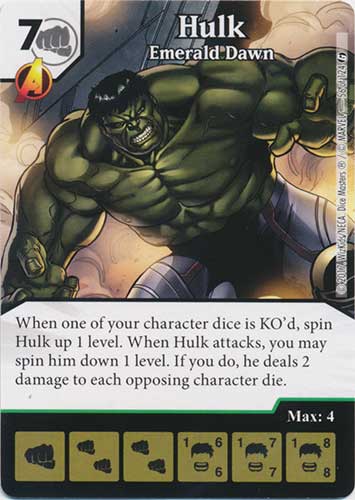 7
Hulk
Emerald Dawn
When one of your character dice is KO'd, spin
Hulk up 1 level. When Hulk attacks, you may
spin him down 1 level. If you do, he deals 2
damage to each opposing character die.
Max: 4
1 6 6
1 7 7
1 8 8